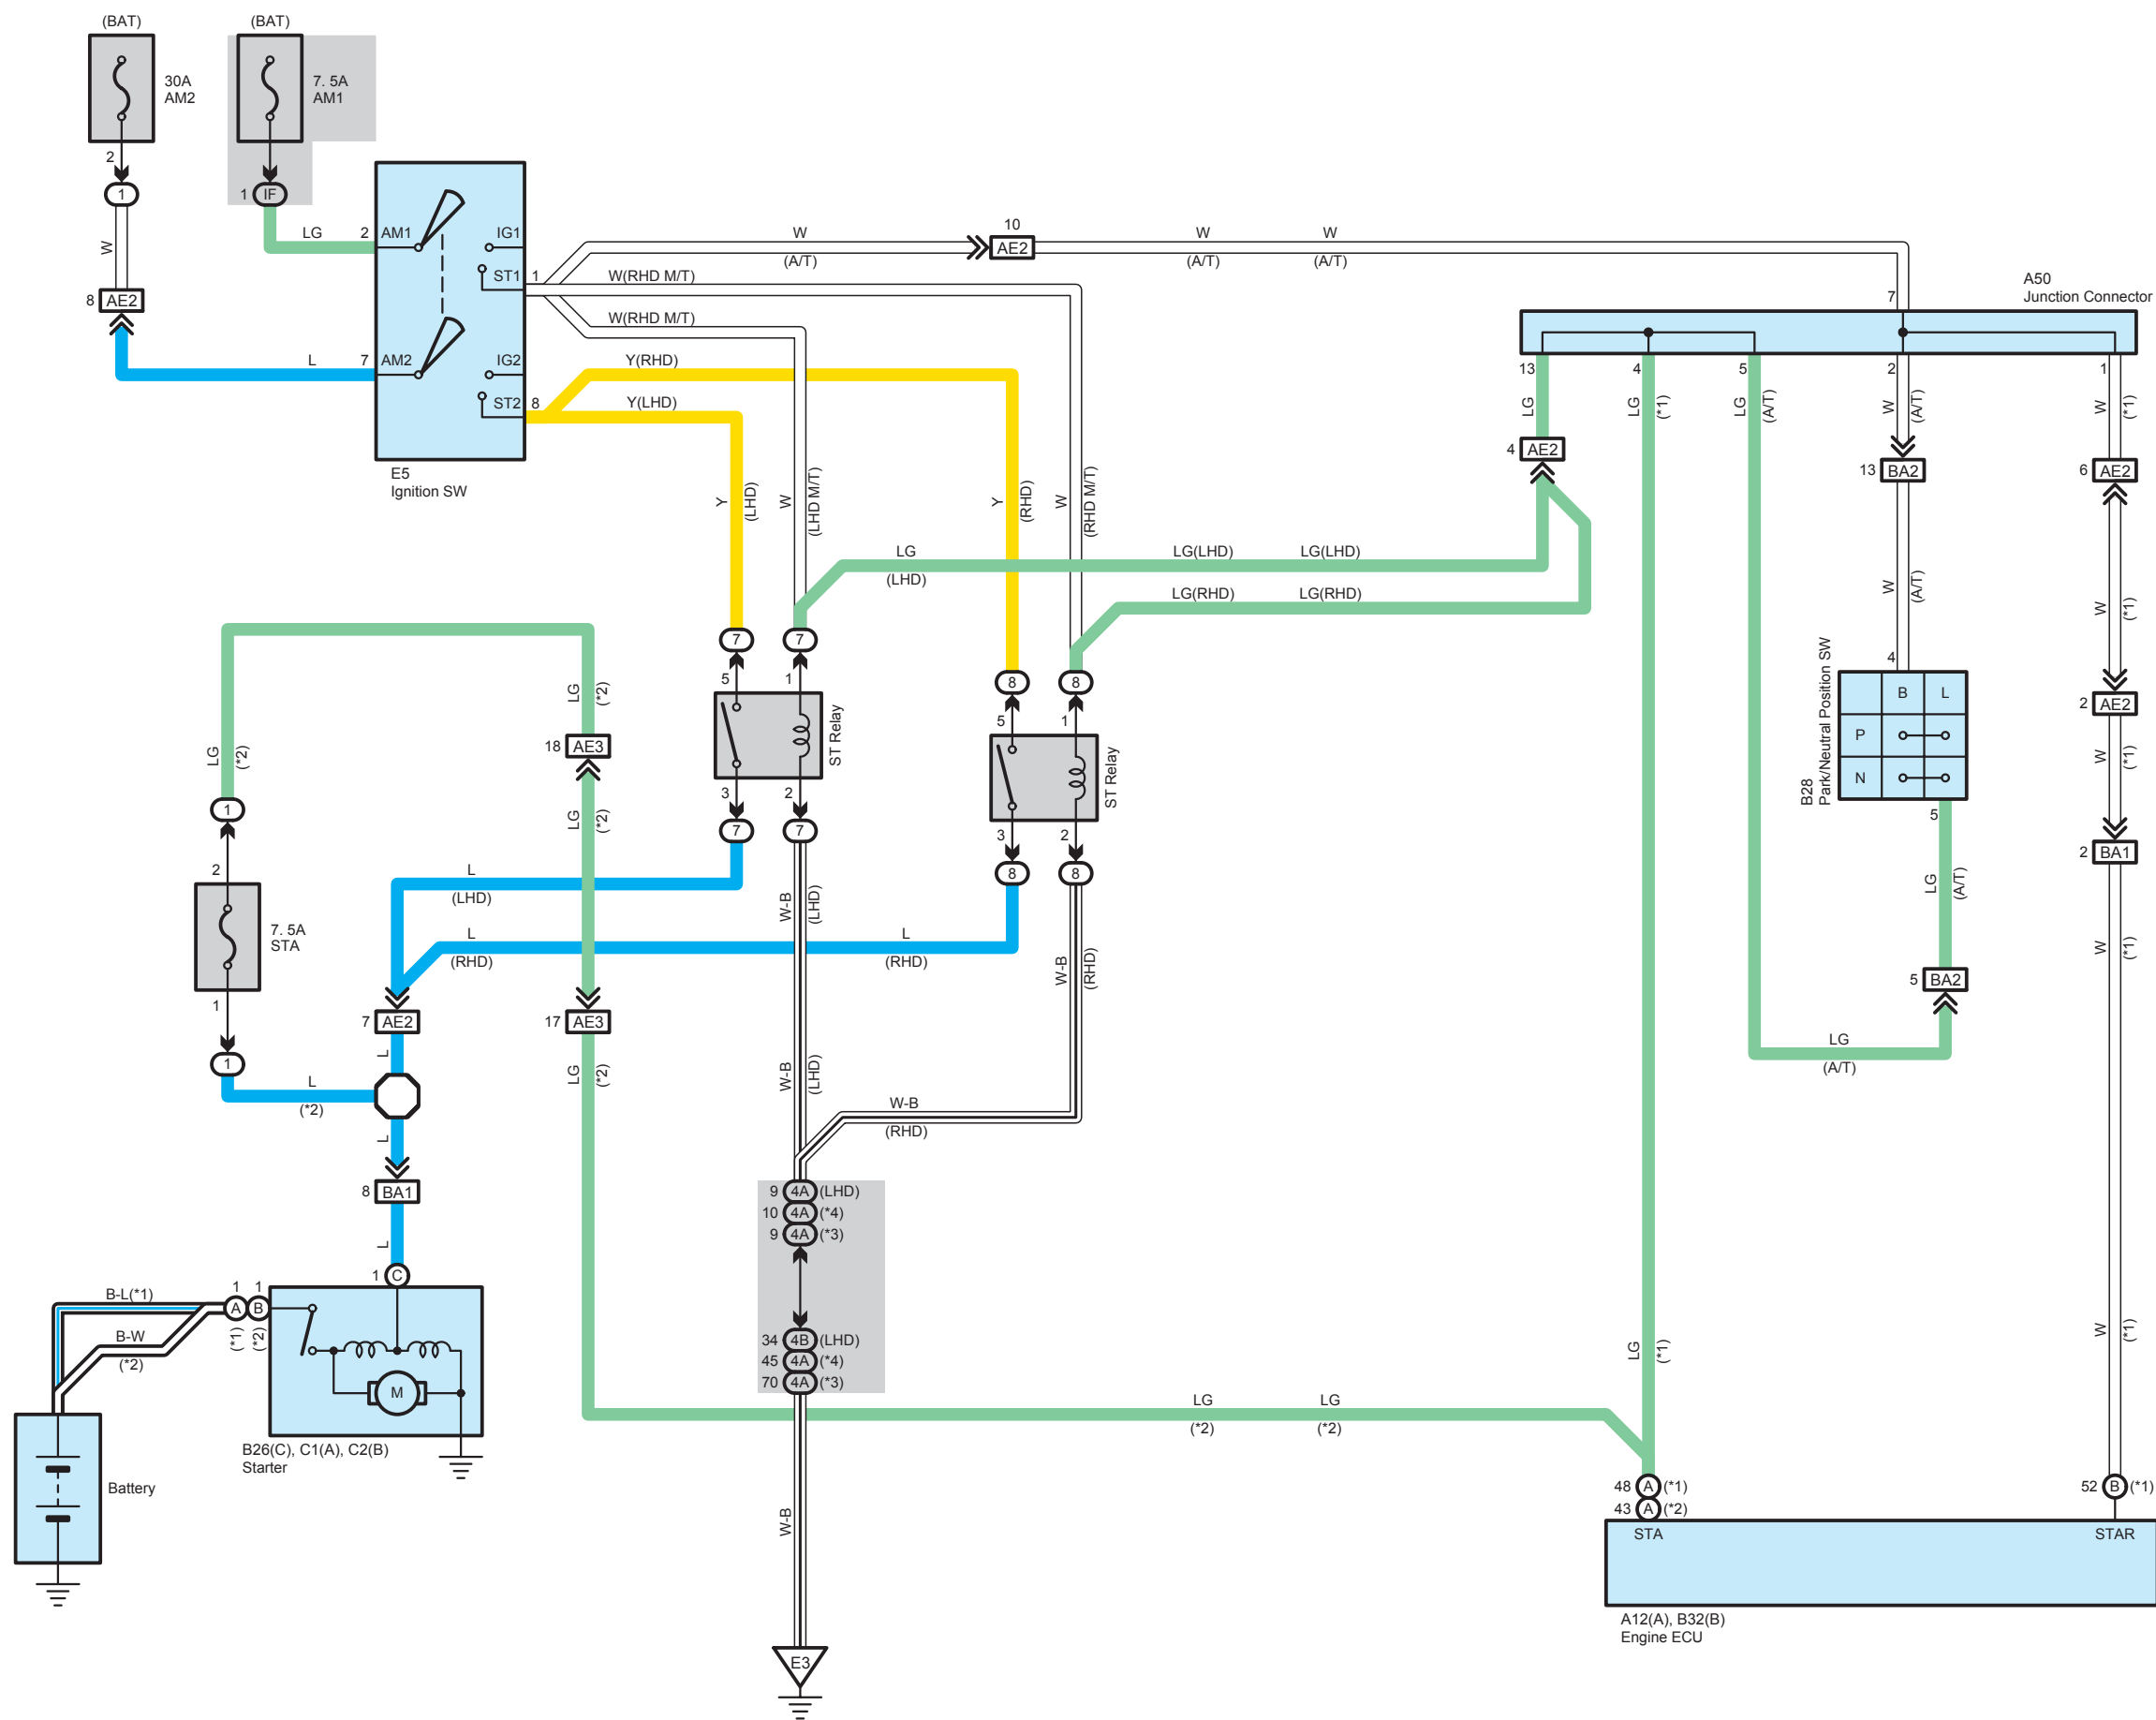 (BAT)
(BAT)
30A
AM2
7. 5A
AM1
2
1
1
IF
W
LG
2
AM1
IG1
ST1
1
8
AE2
L
7
AM2
IG2
ST2
8
E5
Ignition SW
W
(A/T)
10
AE2
W
(A/T)
W
(A/T)
W(RHD M/T)
W(RHD M/T)
Y(RHD)
Y(LHD)
A50
Junction Connector
7
13
4
5
2
1
LG
LG
(*1)
LG
(A/T)
W
(A/T)
W
(*1)
4
AE2
13
BA2
6
AE2
Y
(LHD)
W
(LHD M/T)
Y
(RHD)
W
(RHD M/T)
LG
(LHD)
LG(LHD)
LG(LHD)
LG(RHD)
LG(RHD)
W
(A/T)
W
(*1)
7
7
5
1
ST Relay
3
2
7
7
8
8
5
1
ST Relay
3
2
8
8
4
B
L
P
N
B28
Park/Neutral Position SW
5
2
AE2
W
(*1)
2
BA1
LG
(*2)
18
AE3
LG
(*2)
LG
(*2)
1
2
7. 5A
STA
1
1
L
(LHD)
L
(RHD)
L
(RHD)
W-B
(LHD)
W-B
(RHD)
LG
(A/T)
W
(*1)
5
BA2
LG
(A/T)
7
AE2
17
AE3
L
L
(*2)
LG
(*2)
W-B
(LHD)
W-B
(RHD)
L
8
BA1
L
9
4A
(LHD)
10
4A
(*4)
9
4A
(*3)
34
4B
(LHD)
45
4A
(*4)
70
4A
(*3)
1
C
B-L(*1)
1
1
A
B
(*1)
(*2)
B-W
(*2)
M
B26(C), C1(A), C2(B)
Starter
Battery
LG
(*1)
W
(*1)
LG
(*2)
LG
(*2)
W-B
48
A
(*1)
43
A
(*2)
52
B
(*1)
STA
STAR
A12(A), B32(B)
Engine ECU
E3